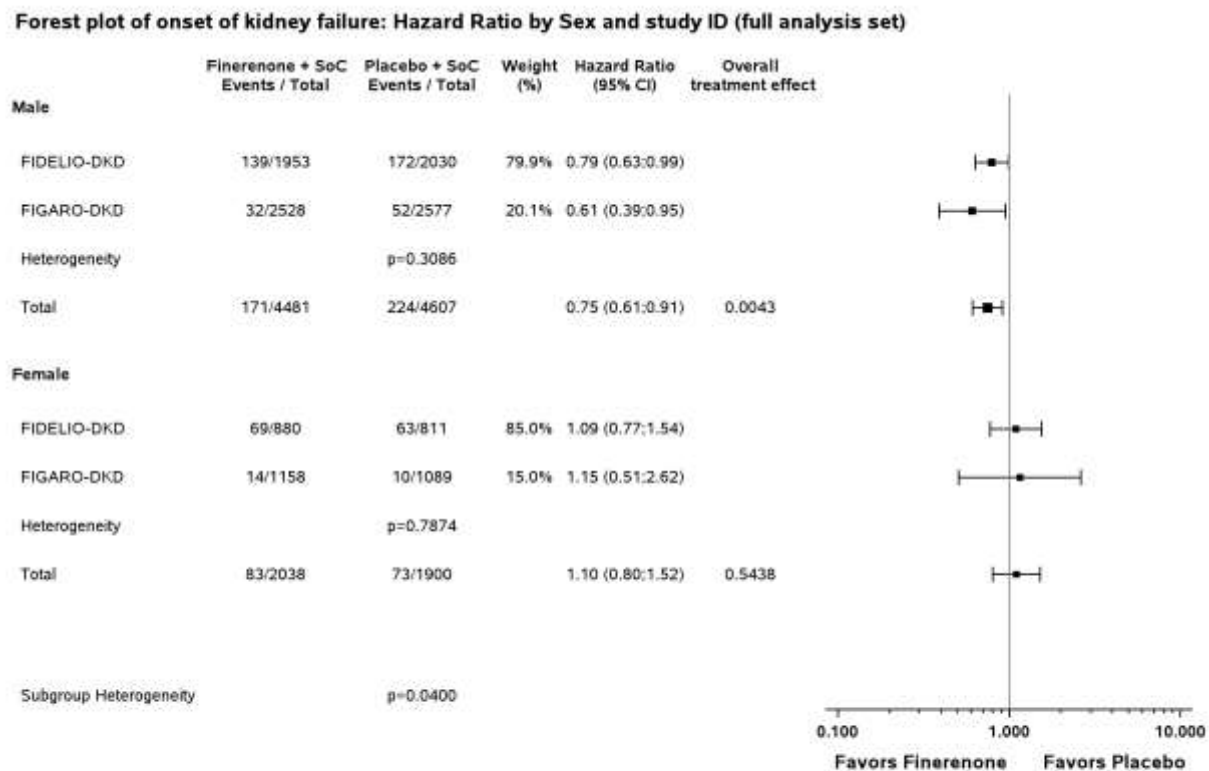 Forest plot of onset of kidney failure: Hazard Ratio by Sex and study ID (full analysis set)
Finerenone + SoC Placebo + SoC Weight Hazard Ratio Overall
Events / Total Events / Total (%) (95% CI) treatment effect
Male
FIDELIO-DKD 139/1953 172/2030 79.9% 0.79 (0.63;0.99)
FIGARO-DKD 32/2528 52/2577 20.1% 0.61 (0.39;0.95)
Heterogeneity p=0.3086
Total 171/4481 224/4607 0.75 (0.61;0.91) 0.0043
Female
FIDELIO-DKD 69/880 63/811 85.0% 1.09 (0.77;1.54)
FIGARO-DKD 14/1158 10/1089 15.0% 1.15 (0.51;2.62)
Heterogeneity p=0.7874
Total 83/2038 73/1900 1.10 (0.80;1.52) 0.5438
Subgroup Heterogeneity p=0.0400
0.100 1.000 10.000
Favors Finerenone Favors Placebo